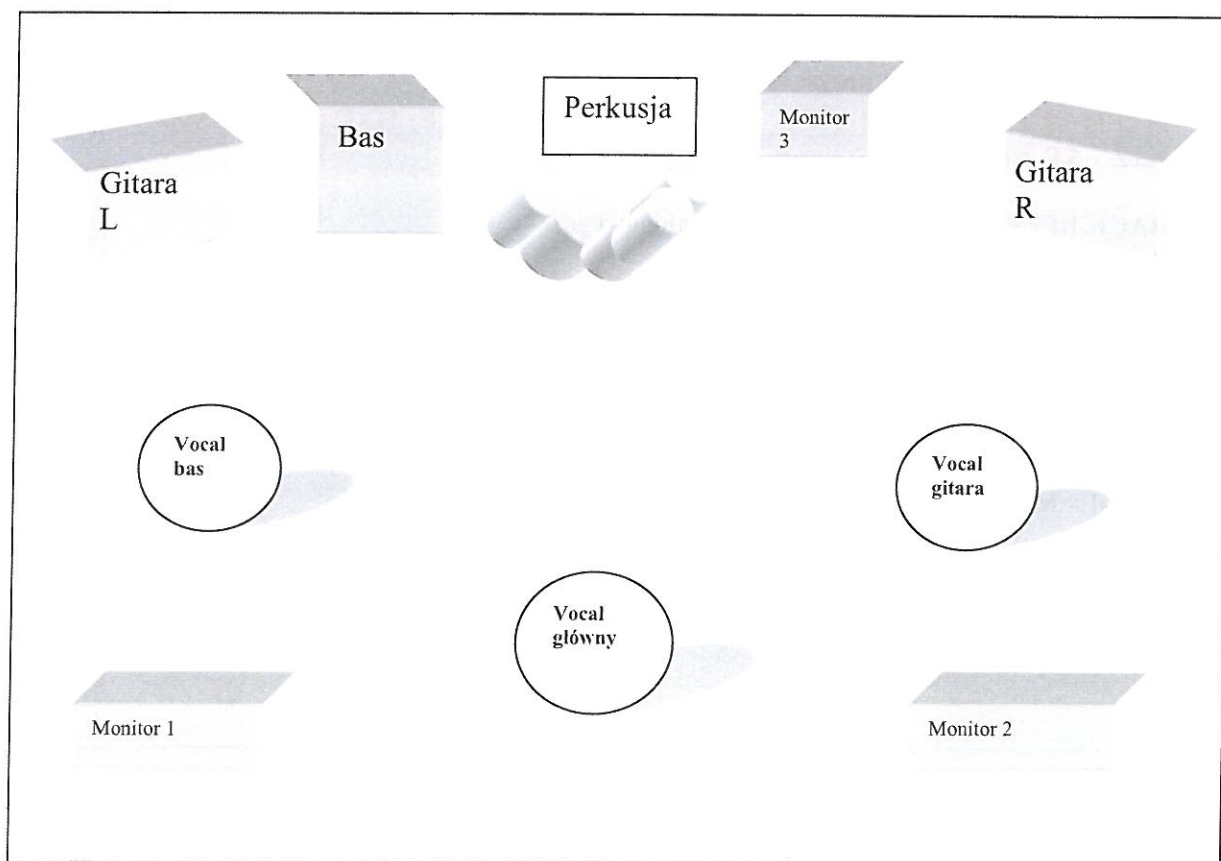 Perkusja
Bas
Monitor
3
Gitara
L
Gitara
R
Vocal
bas
Vocal
gitara
Vocal
główny
Monitor 1
Monitor 2